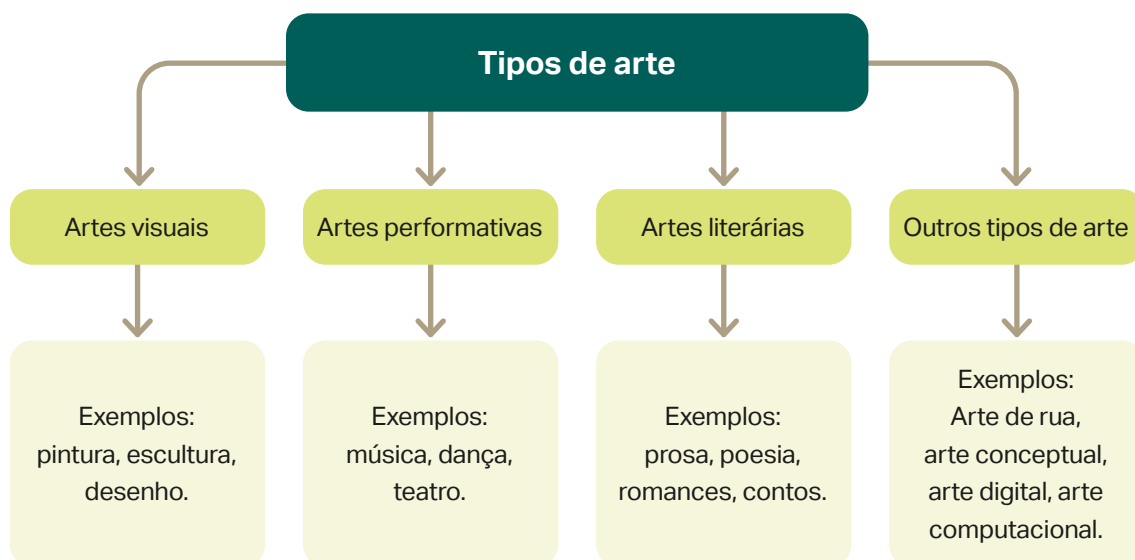 Tipos de arte
Artes visuais
Artes performativas
Artes literárias
Outros tipos de arte
Exemplos:
pintura, escultura,
desenho.
Exemplos:
música, dança,
teatro.
Exemplos:
prosa, poesia,
romances, contos.
Exemplos:
Arte de rua,
arte conceptual,
arte digital, arte
computacional.